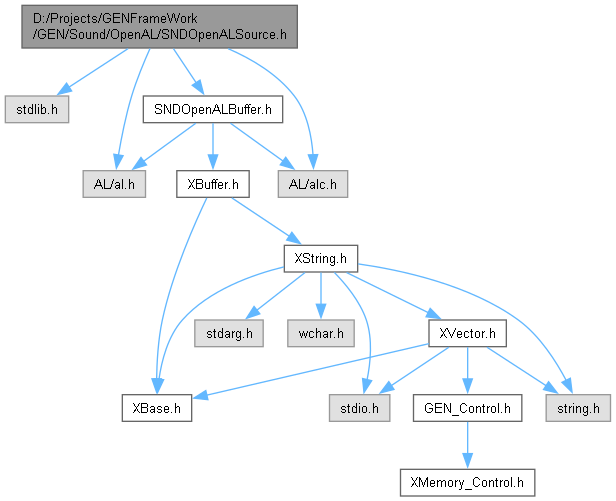 D:/Projects/GENFrameWork
/GEN/Sound/OpenAL/SNDOpenALSource.h
stdlib.h
SNDOpenALBuffer.h
AL/al.h
XBuffer.h
AL/alc.h
XString.h
stdarg.h
wchar.h
XVector.h
XBase.h
stdio.h
GEN_Control.h
string.h
XMemory_Control.h